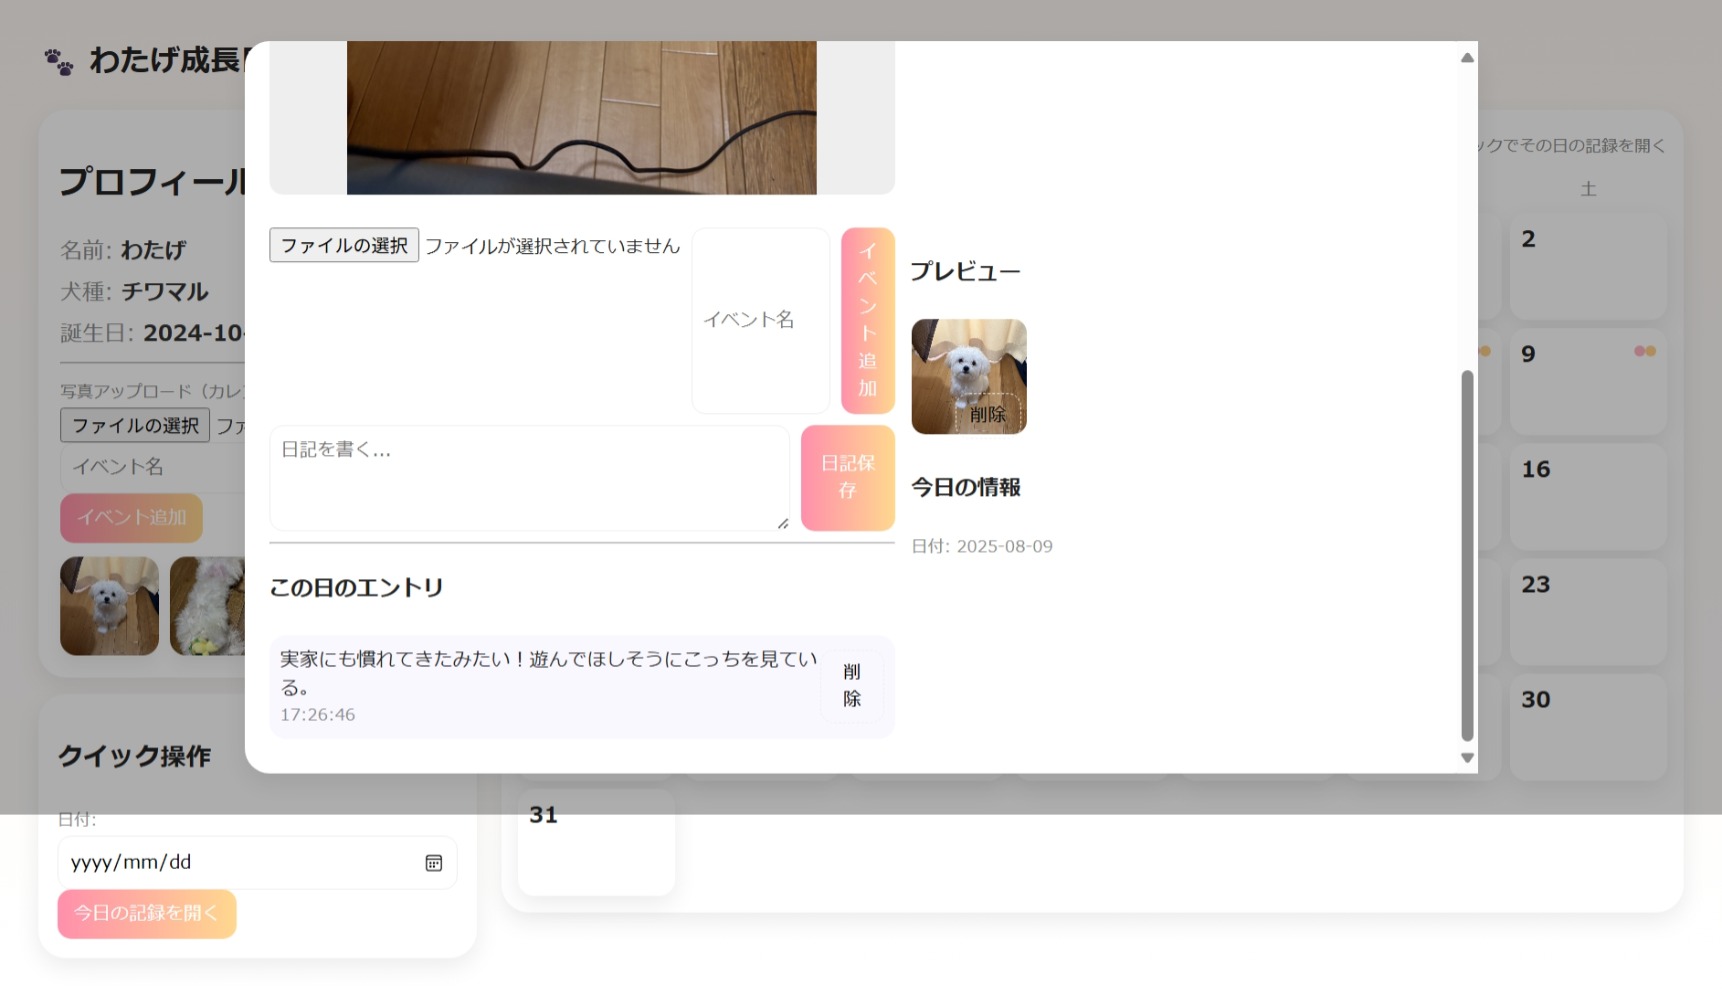 わたげ成長
プロフィール
名前: わたげ
犬種: チワマル
誕生日: 2024-10-
写真アップロード（カレ
ファイルの選択 ファ
イベント名
イベント追加
クイック操作
日付:
yyyy/mm/dd
今日の記録を開く
ファイルの選択 ファイルが選択されていません
イベント名
イベント追加
日記を書く...
日記保
存
この日のエントリ
実家にも慣れてきたみたい！遊んでほしそうにこっちを見てい
る。
17:26:46
削
除
プレビュー
削除
今日の情報
日付: 2025-08-09
ックでその日の記録を開く
土
2
9
16
23
30
31